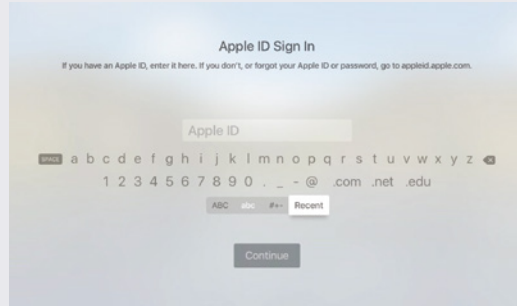 Apple ID Sign In
If you have an Apple ID, enter it here. If you don't, or forgot your Apple ID or password, go to appleid.apple.com.
Apple ID
SPACE a b c d e f g h i j k l m n o p q r s t u v w x y z
1 2 3 4 5 6 7 8 9 0 . _ - @ .com .net .edu
ABC abc #+- Recent
Continue